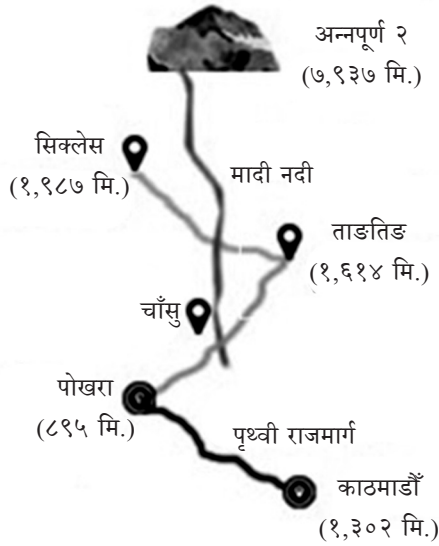 अन्नपूर्ण २
(७,९३७ मि.)
सिक्लेस
(१,९८७ मि.)
मादी नदी
ताङतिङ
(१,६१४ मि.)
चाँसु
पोखरा
(८९५ मि.)
पृथ्वी राजमार्ग
काठमाडौँ
(१,३०२ मि.)